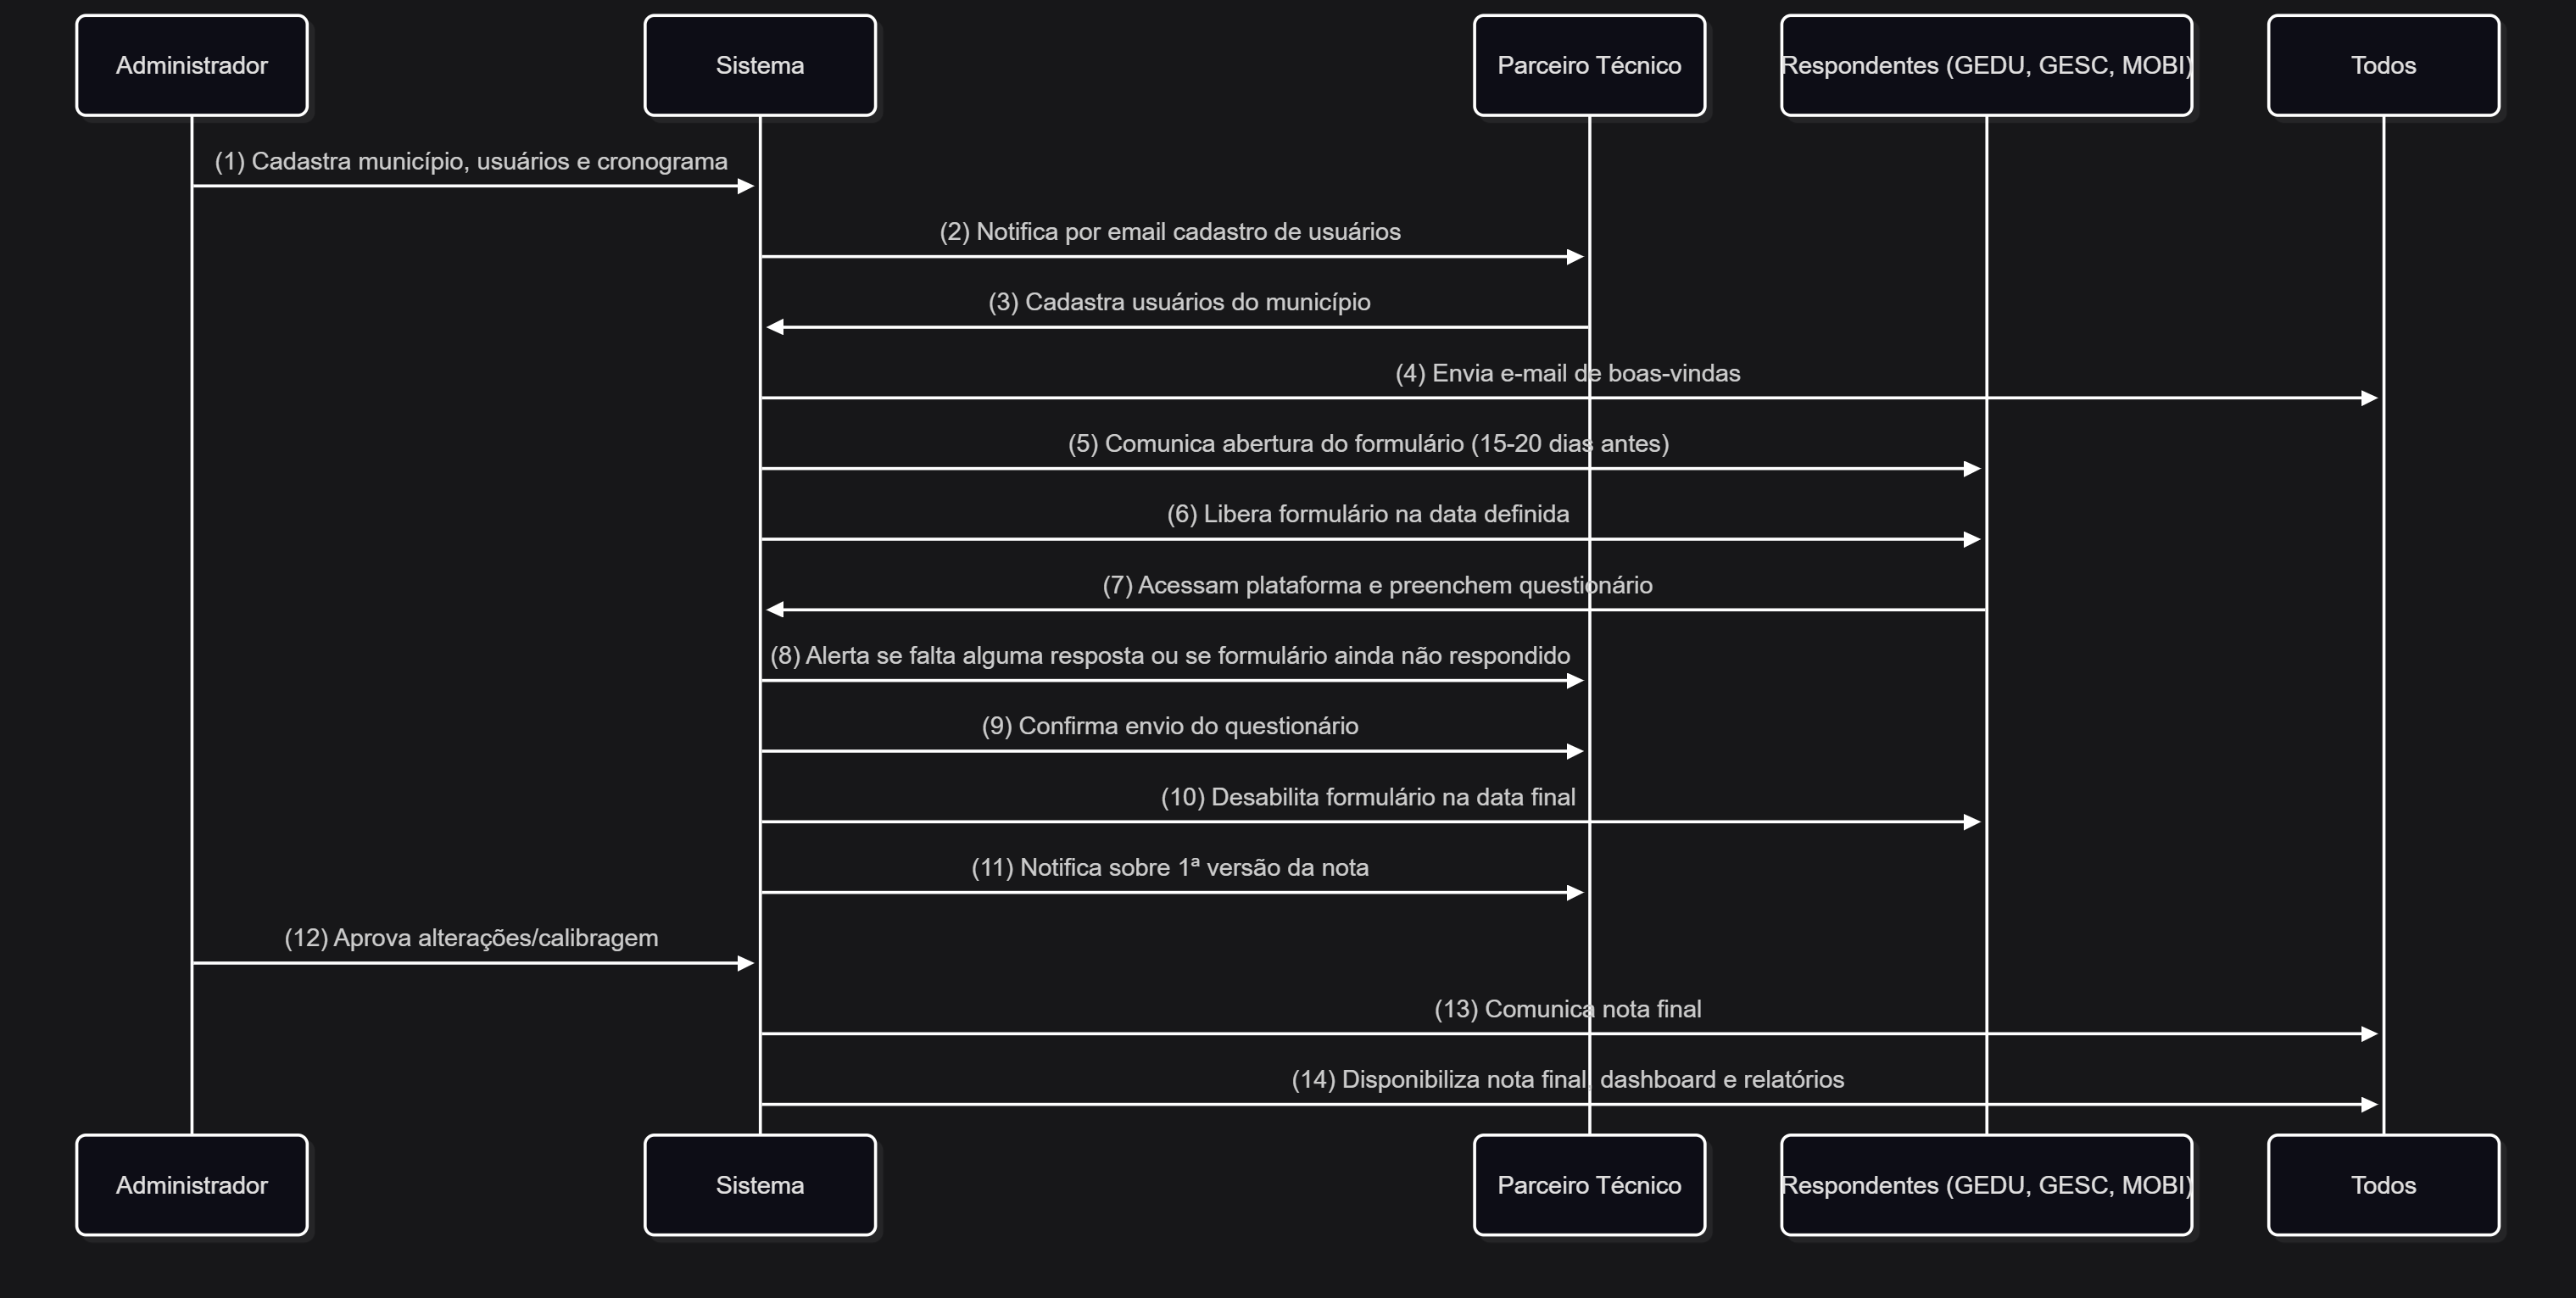 Administrador
Sistema
Parceiro Técnico
Respondentes (GEDU, GESC, MOBI)
Todos
(1) Cadastra município, usuários e cronograma
(2) Notifica por email cadastro de usuários
(3) Cadastra usuários do município
(4) Envia e-mail de boas-vindas
(5) Comunica abertura do formulário (15-20 dias antes)
(6) Libera formulário na data definida
(7) Acessam plataforma e preenchem questionário
(8) Alerta se falta alguma resposta ou se formulário ainda não respondido
(9) Confirma envio do questionário
(10) Desabilita formulário na data final
(11) Notifica sobre 1ª versão da nota
(12) Aprova alterações/calibragem
(13) Comunica nota final
(14) Disponibiliza nota final, dashboard e relatórios
Administrador
Sistema
Parceiro Técnico
Respondentes (GEDU, GESC, MOBI)
Todos